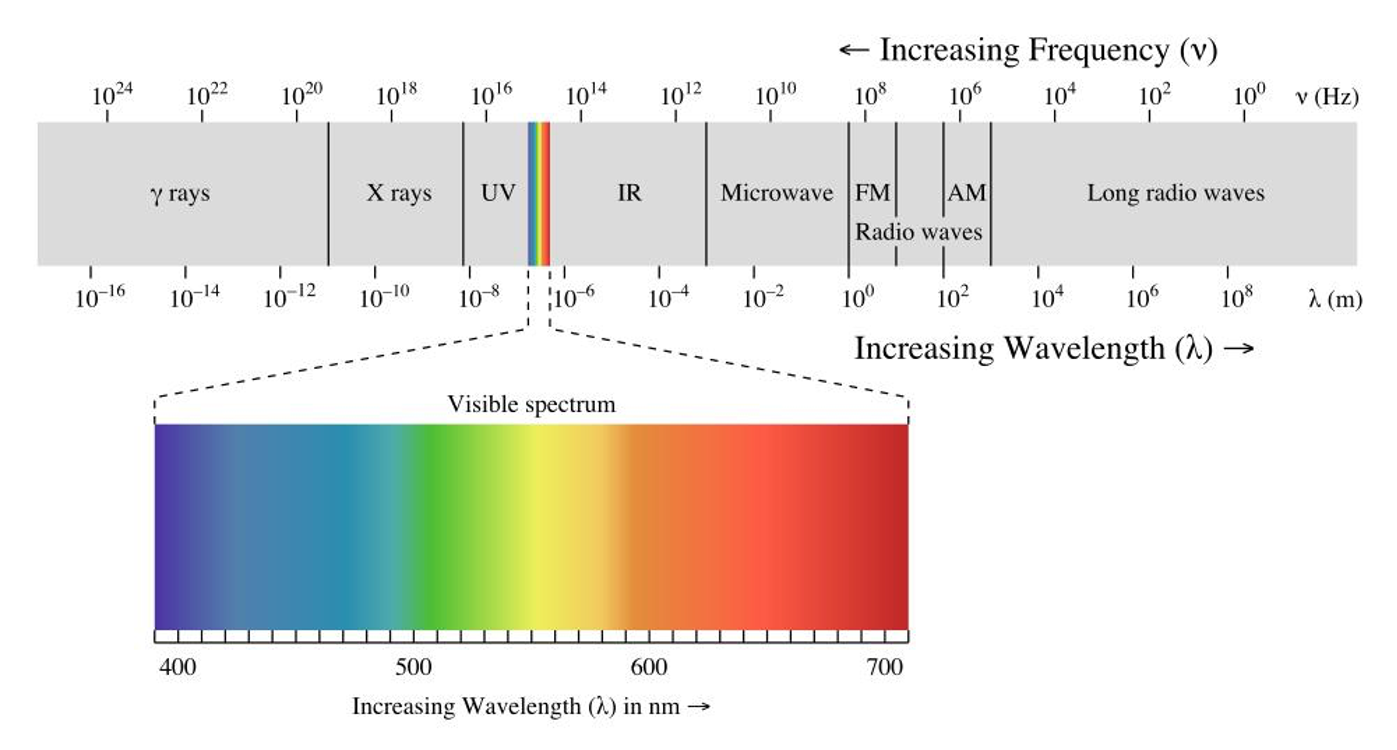 ← Increasing Frequency (ν)
10²⁴ 10²² 10²⁰ 10¹⁸ 10¹⁶ 10¹⁴ 10¹² 10¹⁰ 10⁸ 10⁶ 10⁴ 10² 10⁰ ν (Hz)
γ rays X rays UV IR Microwave FM AM Long radio waves
Radio waves
10⁻¹⁶ 10⁻¹⁴ 10⁻¹² 10⁻¹⁰ 10⁻⁸ 10⁻⁶ 10⁻⁴ 10⁻² 10⁰ 10² 10⁴ 10⁶ 10⁸ λ (m)
Increasing Wavelength (λ) →
Visible spectrum
400 500 600 700
Increasing Wavelength (λ) in nm →